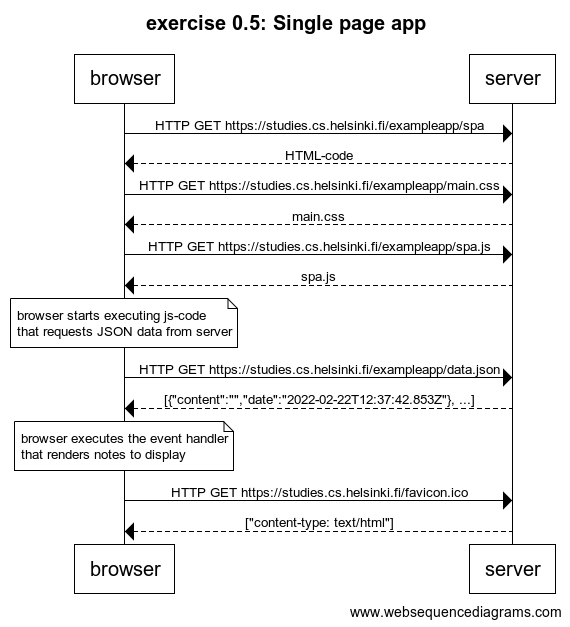 exercise 0.5: Single page app
browser
server
HTTP GET https://studies.cs.helsinki.fi/exampleapp/spa
HTML-code
HTTP GET https://studies.cs.helsinki.fi/exampleapp/main.css
main.css
HTTP GET https://studies.cs.helsinki.fi/exampleapp/spa.js
spa.js
browser starts executing js-code
that requests JSON data from server
HTTP GET https://studies.cs.helsinki.fi/exampleapp/data.json
[{"content":"","date":"2022-02-22T12:37:42.853Z"}, ...]
browser executes the event handler
that renders notes to display
HTTP GET https://studies.cs.helsinki.fi/favicon.ico
["content-type: text/html"]
browser
server
www.websequencediagrams.com